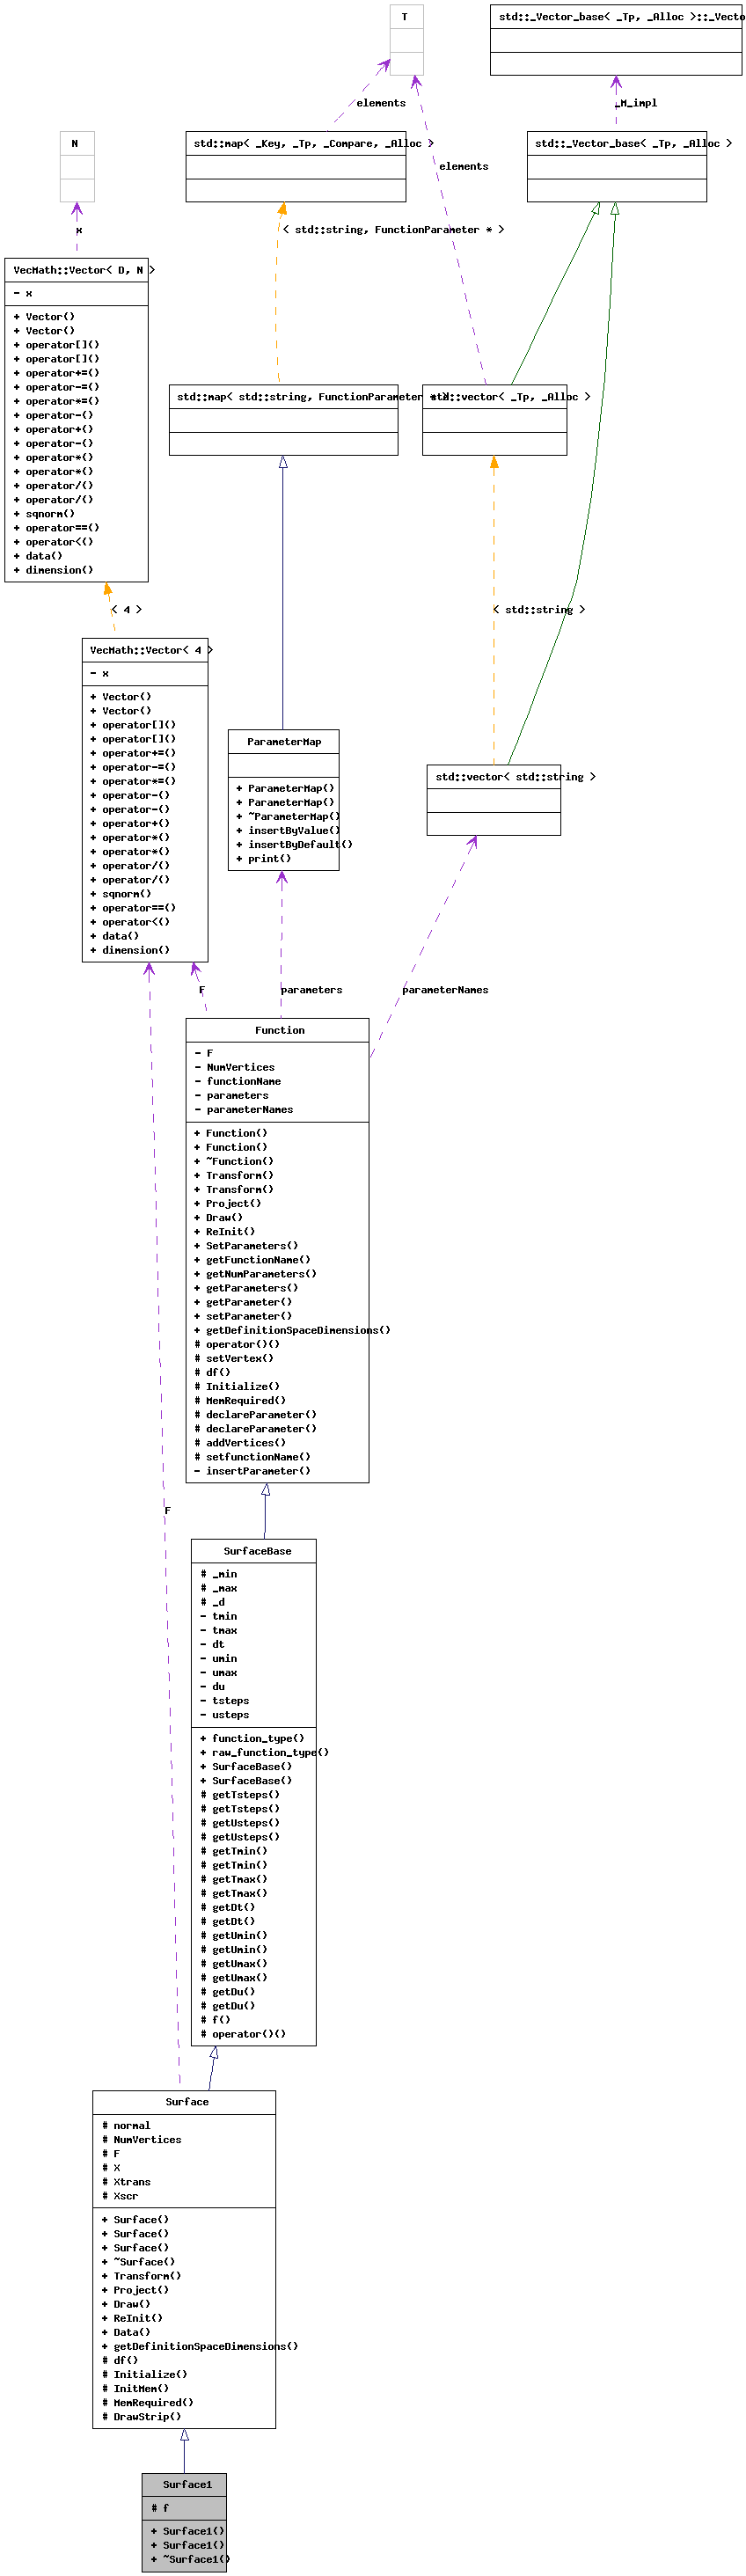 T
std::_Vector_base< _Tp, _Alloc >::_Vecto
elements
_M_impl
N
std::map< _Key, _Tp, _Compare, _Alloc >
std::_Vector_base< _Tp, _Alloc >
elements
x
< std::string, FunctionParameter * >
VecMath::Vector< D, N >
- x
+ Vector()
+ Vector()
+ operator[]()
+ operator[]()
+ operator+=()
+ operator-=()
+ operator*=()
+ operator-()
+ operator+()
+ operator-()
+ operator*()
+ operator*()
+ operator/()
+ operator/()
+ sqnorm()
+ operator==()
+ operator<()
+ data()
+ dimension()
std::map< std::string, FunctionParameter * >
std::vector< _Tp, _Alloc >
< 4 >
< std::string >
VecMath::Vector< 4 >
- x
+ Vector()
+ Vector()
+ operator[]()
+ operator[]()
+ operator+=()
+ operator-=()
+ operator*=()
+ operator-()
+ operator-()
+ operator+()
+ operator*()
+ operator*()
+ operator/()
+ operator/()
+ sqnorm()
+ operator==()
+ operator<()
+ data()
+ dimension()
ParameterMap
+ ParameterMap()
+ ParameterMap()
+ ~ParameterMap()
+ insertByValue()
+ insertByDefault()
+ print()
std::vector< std::string >
F
parameters
parameterNames
Function
- F
- NumVertices
- functionName
- parameters
- parameterNames
+ Function()
+ Function()
+ ~Function()
+ Transform()
+ Transform()
+ Project()
+ Draw()
+ ReInit()
+ SetParameters()
+ getFunctionName()
+ getNumParameters()
+ getParameters()
+ getParameter()
+ setParameter()
+ getDefinitionSpaceDimensions()
# operator()()
# setVertex()
# df()
# Initialize()
# MemRequired()
# declareParameter()
# declareParameter()
# addVertices()
# setfunctionName()
- insertParameter()
F
SurfaceBase
# _min
# _max
# _d
- tmin
- tmax
- dt
- umin
- umax
- du
- tsteps
- usteps
+ function_type()
+ raw_function_type()
+ SurfaceBase()
+ SurfaceBase()
# getTsteps()
# getTsteps()
# getUsteps()
# getUsteps()
# getTmin()
# getTmin()
# getTmax()
# getTmax()
# getDt()
# getDt()
# getUmin()
# getUmin()
# getUmax()
# getUmax()
# getDu()
# getDu()
# f()
# operator()()
Surface
# normal
# NumVertices
# F
# X
# Xtrans
# Xscr
+ Surface()
+ Surface()
+ Surface()
+ ~Surface()
+ Transform()
+ Project()
+ Draw()
+ ReInit()
+ Data()
+ getDefinitionSpaceDimensions()
# df()
# Initialize()
# InitMem()
# MemRequired()
# DrawStrip()
Surface1
# f
+ Surface1()
+ Surface1()
+ ~Surface1()